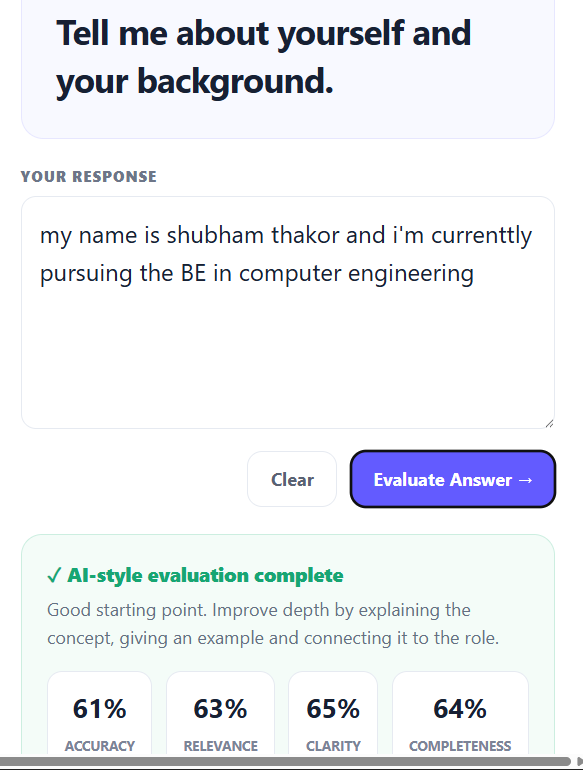 Tell me about yourself and
your background.
YOUR RESPONSE
my name is shubham thakor and i'm currenttly
pursuing the BE in computer engineering
Clear
Evaluate Answer →
✓ AI-style evaluation complete
Good starting point. Improve depth by explaining the
concept, giving an example and connecting it to the role.
61% 63% 65% 64%
ACCURACY RELEVANCE CLARITY COMPLETENESS